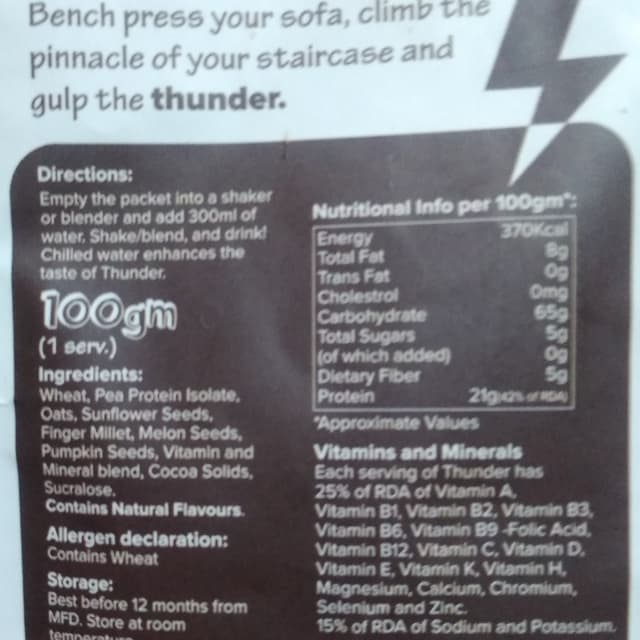 Bench press your sofa, climb the
pinnacle of your staircase and
gulp the thunder.
Directions:
Empty the packet into a shaker
or blender and add 300ml of
water. Shake/blend, and drink!
Chilled water enhances the
taste of Thunder.
100gm
(1 serv.)
Ingredients:
Wheat, Pea Protein Isolate,
Oats, Sunflower Seeds,
Finger Millet, Melon Seeds,
Pumpkin Seeds, Vitamin and
Mineral blend, Cocoa Solids,
Sucralose.
Contains Natural Flavours.
Allergen declaration:
Contains Wheat
Storage:
Best before 12 months from
MFD. Store at room
temperature
Nutritional Info per 100gm*:
Energy 370Kcal
Total Fat 8g
Trans Fat 0g
Cholestrol 0mg
Carbohydrate 65g
Total Sugars 5g
(of which added) 0g
Dietary Fiber 5g
Protein 21g(42% of RDA)
*Approximate Values
Vitamins and Minerals
Each serving of Thunder has
25% of RDA of Vitamin A,
Vitamin B1, Vitamin B2, Vitamin B3,
Vitamin B6, Vitamin B9 -Folic Acid,
Vitamin B12, Vitamin C, Vitamin D,
Vitamin E, Vitamin K, Vitamin H,
Magnesium, Calcium, Chromium,
Selenium and Zinc.
15% of RDA of Sodium and Potassium.